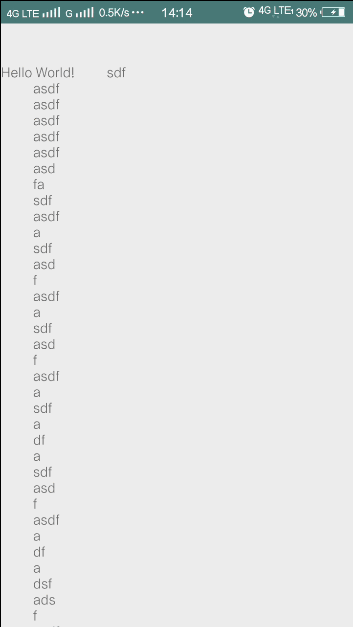 4G LTE G 0.5K/s ··· 14:14 4G LTE 30%
Hello World! sdf
asdf
asdf
asdf
asdf
asdf
asd
fa
sdf
asdf
a
sdf
asd
f
asdf
a
sdf
asd
f
asdf
a
sdf
a
df
a
sdf
asd
f
asdf
a
df
a
dsf
ads
f